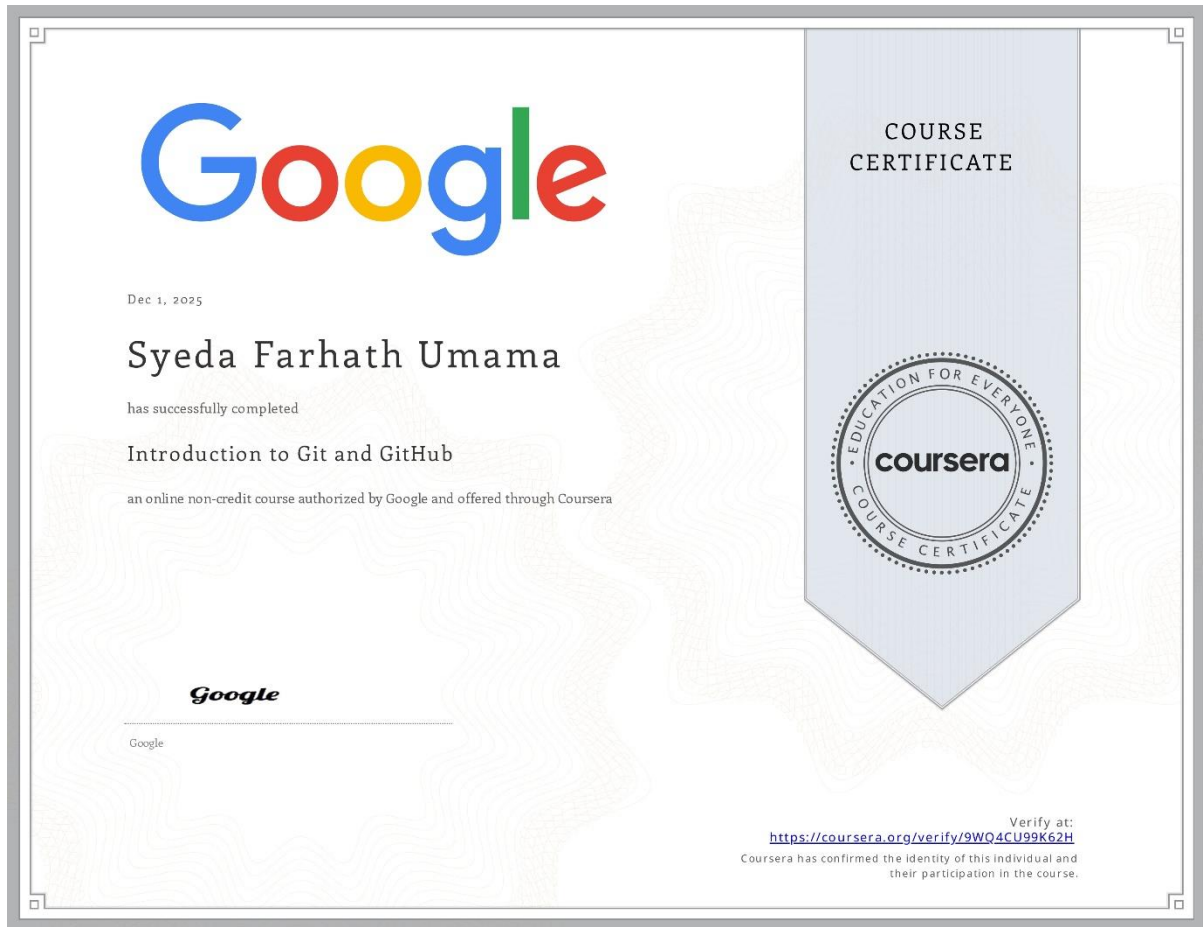 Google
COURSE
CERTIFICATE
Dec 1, 2025
Syeda Farhath Umama
has successfully completed
Introduction to Git and GitHub
an online non-credit course authorized by Google and offered through Coursera
EDUCATION FOR EVERYONE
coursera
COURSE CERTIFICATE
Google
Google
Verify at:
https://coursera.org/verify/9WQ4CU99K62H
Coursera has confirmed the identity of this individual and
their participation in the course.